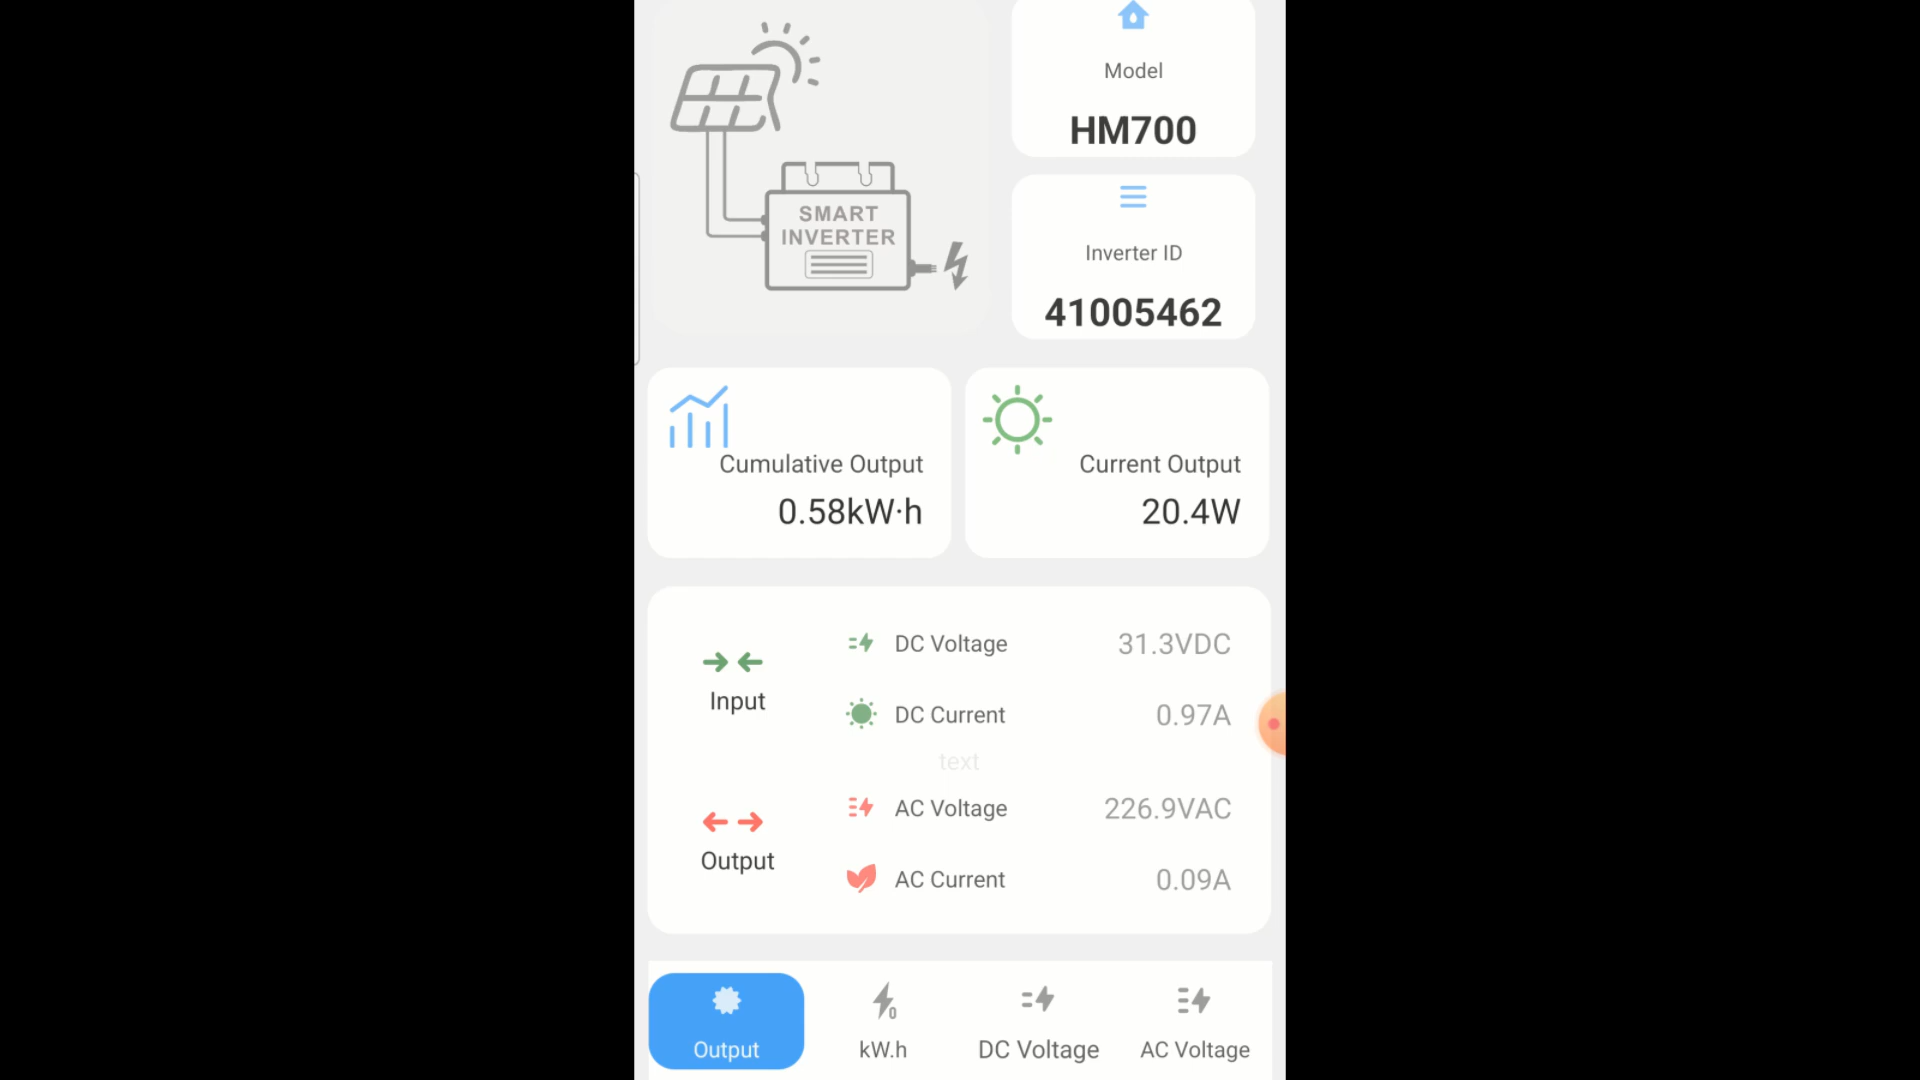 Model
HM700
SMART
INVERTER
Inverter ID
41005462
Cumulative Output
0.58kW·h
Current Output
20.4W
Input
DC Voltage 31.3VDC
DC Current 0.97A
text
Output
AC Voltage 226.9VAC
AC Current 0.09A
Output
0
kW.h
DC Voltage
AC Voltage